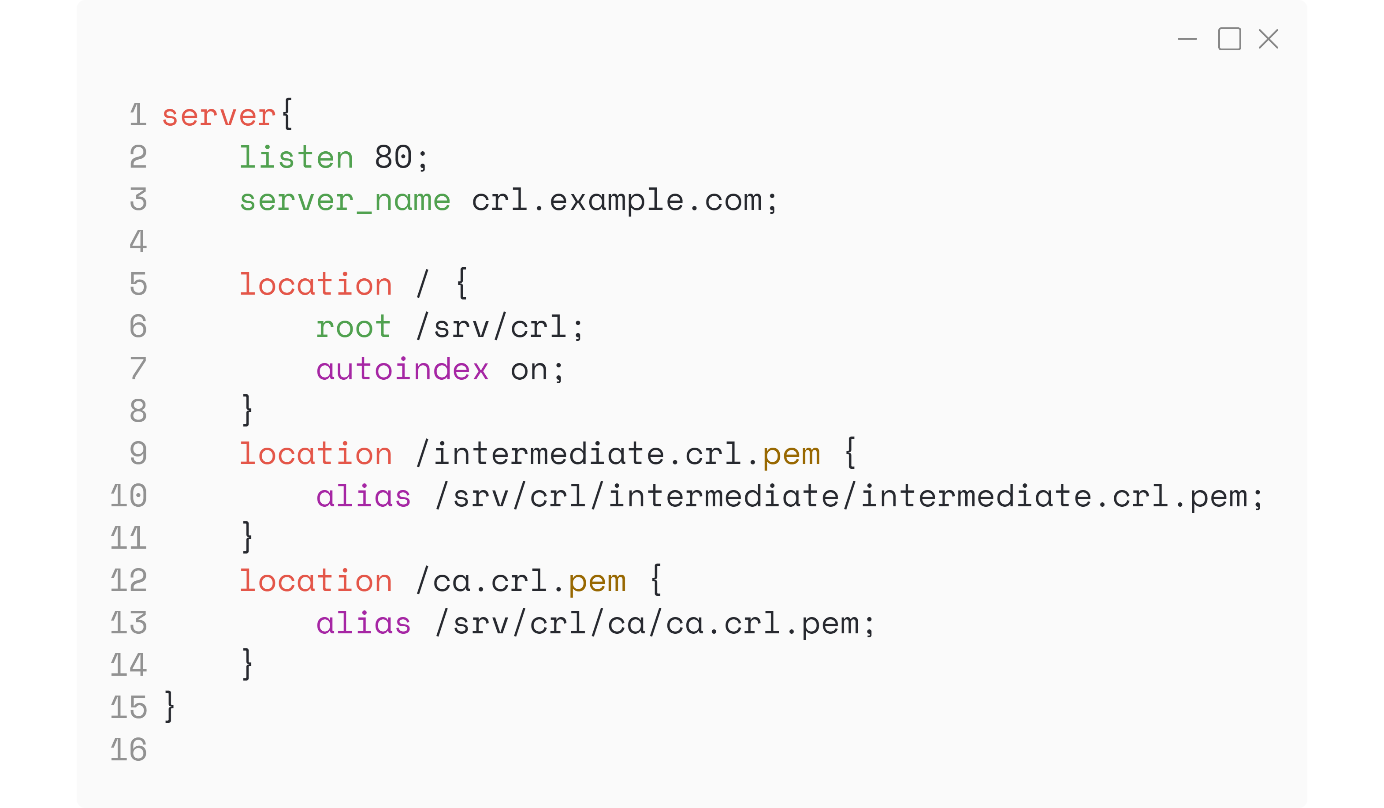 1 server{
2     listen 80;
3     server_name crl.example.com;
4
5     location / {
6         root /srv/crl;
7         autoindex on;
8     }
9     location /intermediate.crl.pem {
10         alias /srv/crl/intermediate/intermediate.crl.pem;
11     }
12     location /ca.crl.pem {
13         alias /srv/crl/ca/ca.crl.pem;
14     }
15 }
16